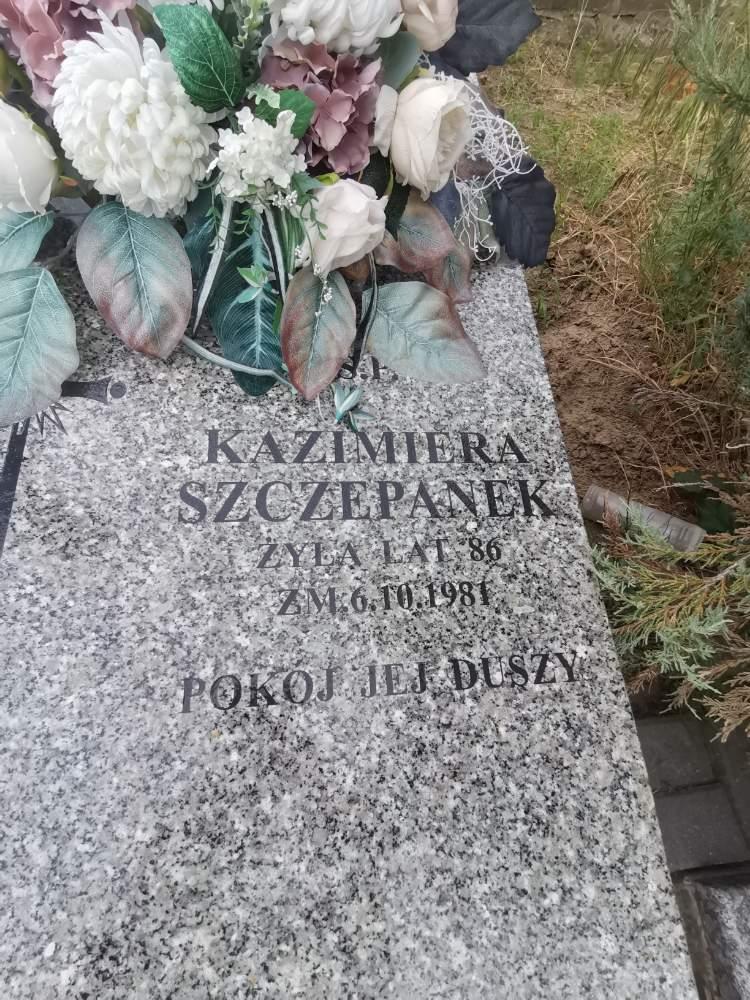 Ś.P.
KAZIMIERA
SZCZEPANEK
ŻYŁA LAT 86
ZM.6.10.1981
POKÓJ JEJ DUSZY